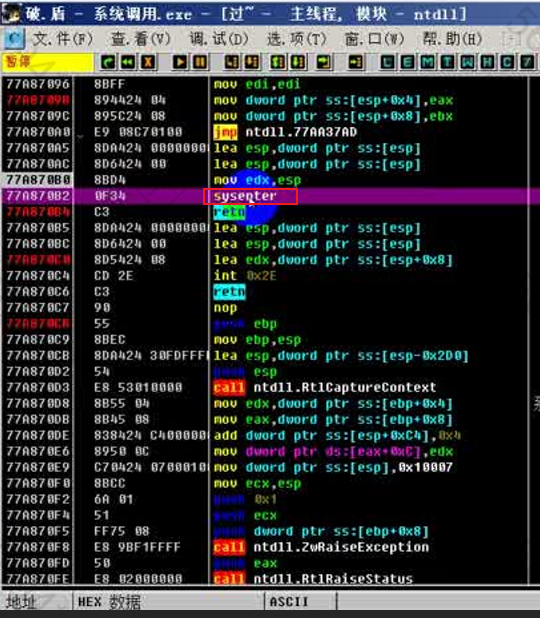 破.盾 - 系统调用.exe - [过~ - 主线程, 模块 - ntdll]
C 文.件(F) 查.看(V) 调.试(D) 选.项(T) 窗.口(W) 帮.助(H)
暂停 L E M T W H C
77A87096 8BFF mov edi,edi
77A87098 894424 04 mov dword ptr ss:[esp+0x4],eax
77A8709C 895C24 08 mov dword ptr ss:[esp+0x8],ebx
77A870A0 E9 08C70100 jmp ntdll.77AA37AD
77A870A5 8DA424 0000000 lea esp,dword ptr ss:[esp]
77A870AC 8D6424 00 lea esp,dword ptr ss:[esp]
77A870B0 8BD4 mov edx,esp
77A870B2 0F34 sysenter
77A870B4 C3 retn
77A870B5 8DA424 0000000 lea esp,dword ptr ss:[esp]
77A870BC 8D6424 00 lea esp,dword ptr ss:[esp]
77A870C0 8D5424 08 lea edx,dword ptr ss:[esp+0x8]
77A870C4 CD 2E int 0x2E
77A870C6 C3 retn
77A870C7 90 nop
77A870C8 55 push ebp
77A870C9 8BEC mov ebp,esp
77A870CB 8DA424 30FDFFF lea esp,dword ptr ss:[esp-0x2D0]
77A870D2 54 push esp
77A870D3 E8 53010000 call ntdll.RtlCaptureContext
77A870D8 8B55 04 mov edx,dword ptr ss:[ebp+0x4]
77A870DB 8B45 08 mov eax,dword ptr ss:[ebp+0x8]
77A870DE 838424 C400000 add dword ptr ss:[esp+0xC4],0x4
77A870E6 8950 0C mov dword ptr ds:[eax+0xC],edx
77A870E9 C70424 0700010 mov dword ptr ss:[esp],0x10007
77A870F0 8BCC mov ecx,esp
77A870F2 6A 01 push 0x1
77A870F4 51 push ecx
77A870F5 FF75 08 push dword ptr ss:[ebp+0x8]
77A870F8 E8 9BF1FFFF call ntdll.ZwRaiseException
77A870FD 50 push eax
77A870FE E8 02000000 call ntdll.RtlRaiseStatus
地址 HEX 数据 ASCII